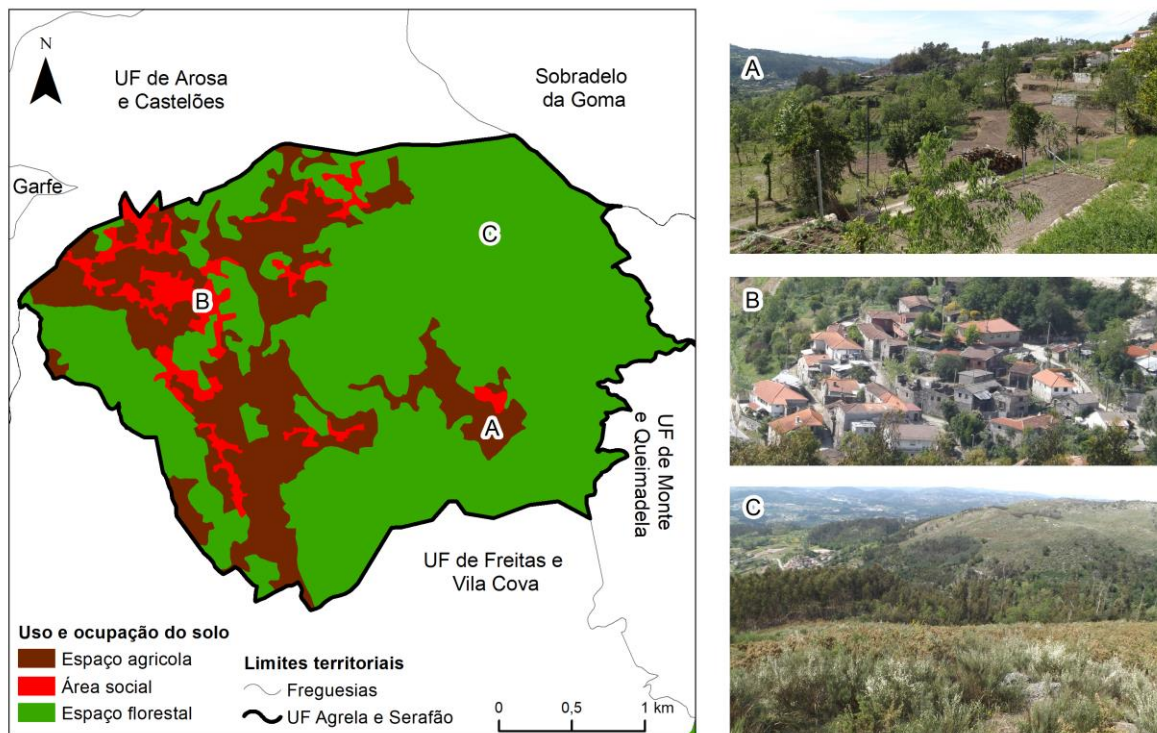 N
UF de Arosa
e Castelões
Sobradelo
da Goma
Garfe
C
B
A
UF de Monte
e Queimadela
UF de Freitas e
Vila Cova
Uso e ocupação do solo
Espaço agricola
Área social
Espaço florestal
Limites territoriais
Freguesias
UF Agrela e Serafão
0 0,5 1 km
A
B
C